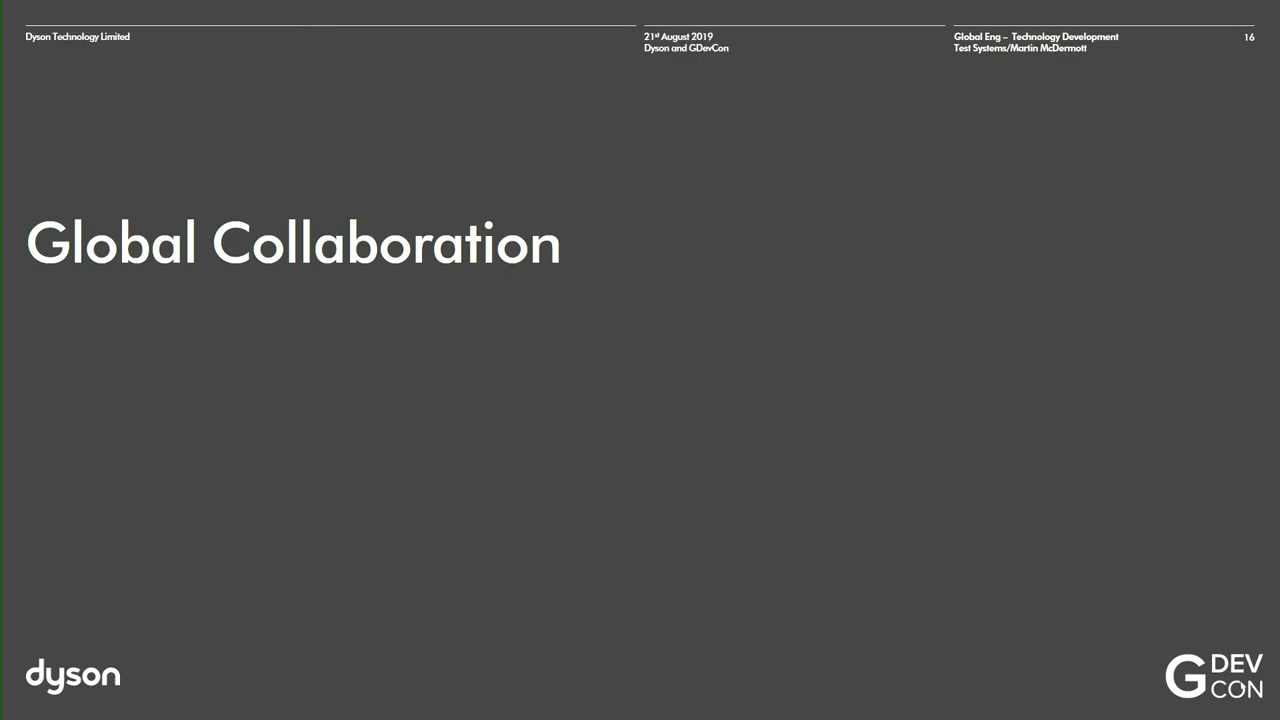 Dyson Technology Limited
21st August 2019
Dyson and GDevCon
Global Eng – Technology Development
Test Systems/Martin McDermott
16
Global Collaboration
dyson
G DEV
CON